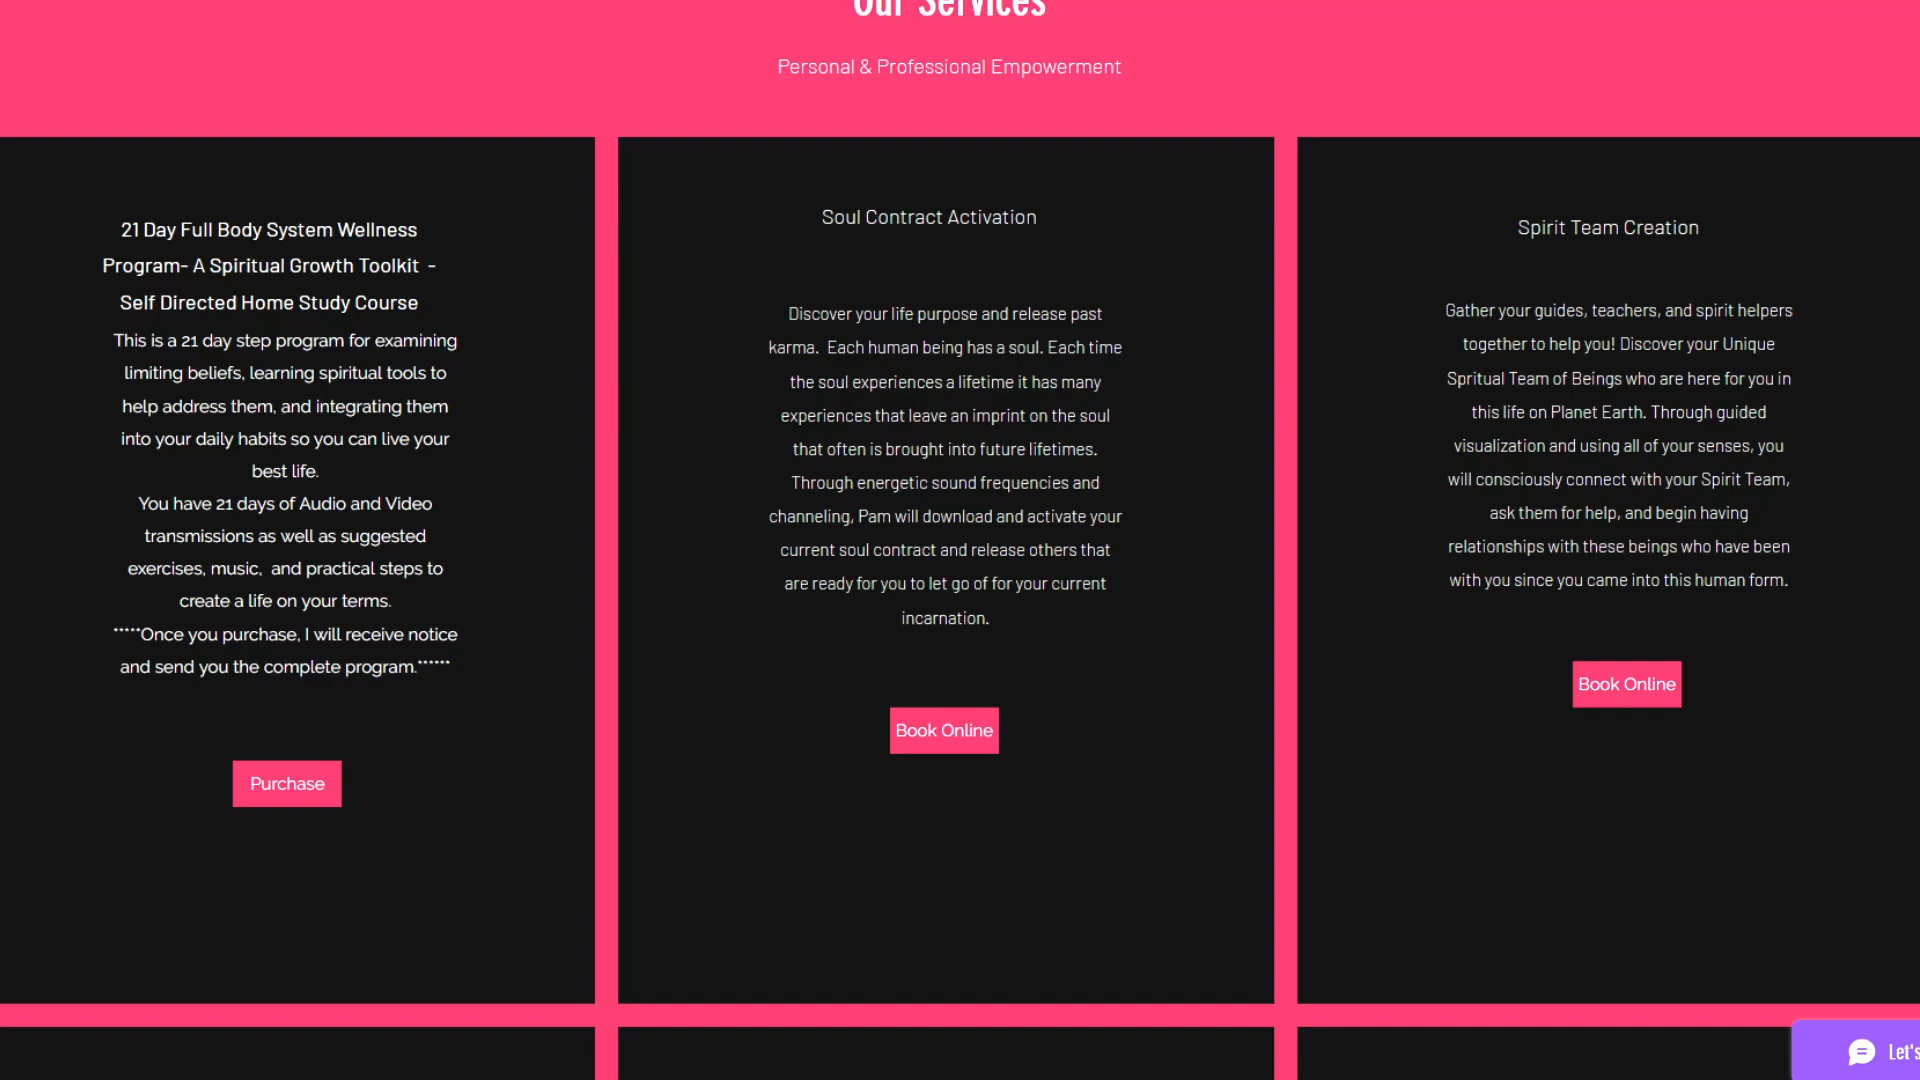 Our Services
Personal & Professional Empowerment
21 Day Full Body System Wellness
Program- A Spiritual Growth Toolkit -
Self Directed Home Study Course
This is a 21 day step program for examining
limiting beliefs, learning spiritual tools to
help address them, and integrating them
into your daily habits so you can live your
best life.
You have 21 days of Audio and Video
transmissions as well as suggested
exercises, music, and practical steps to
create a life on your terms.
*****Once you purchase, I will receive notice
and send you the complete program.******
Purchase
Soul Contract Activation
Discover your life purpose and release past
karma. Each human being has a soul. Each time
the soul experiences a lifetime it has many
experiences that leave an imprint on the soul
that often is brought into future lifetimes.
Through energetic sound frequencies and
channeling, Pam will download and activate your
current soul contract and release others that
are ready for you to let go of for your current
incarnation.
Book Online
Spirit Team Creation
Gather your guides, teachers, and spirit helpers
together to help you! Discover your Unique
Spritual Team of Beings who are here for you in
this life on Planet Earth. Through guided
visualization and using all of your senses, you
will consciously connect with your Spirit Team,
ask them for help, and begin having
relationships with these beings who have been
with you since you came into this human form.
Book Online
Let's